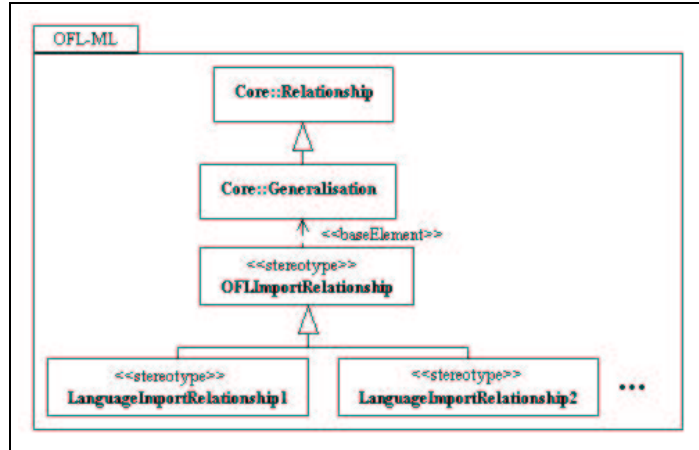 OFL-ML
Core::Relationship
Core::Generalisation
<<baseElement>>
<<stereotype>>
OFLImportRelationship
<<stereotype>>
LanguageImportRelationship1
<<stereotype>>
LanguageImportRelationship2
...